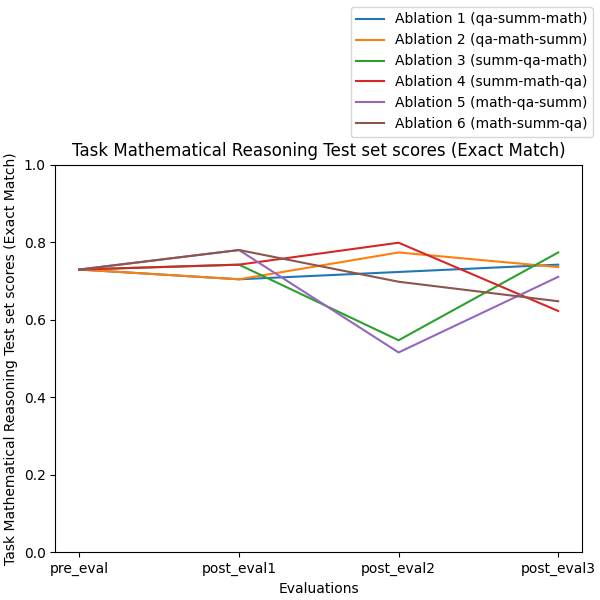 Ablation 1 (qa-summ-math)
Ablation 2 (qa-math-summ)
Ablation 3 (summ-qa-math)
Ablation 4 (summ-math-qa)
Ablation 5 (math-qa-summ)
Ablation 6 (math-summ-qa)
Task Mathematical Reasoning Test set scores (Exact Match)
Task Mathematical Reasoning Test set scores (Exact Match)
1.0
0.8
0.6
0.4
0.2
0.0
pre_eval post_eval1 post_eval2 post_eval3
Evaluations